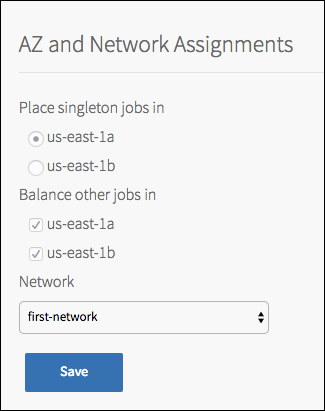 AZ and Network Assignments
Place singleton jobs in
us-east-1a
us-east-1b
Balance other jobs in
us-east-1a
us-east-1b
Network
first-network
Save